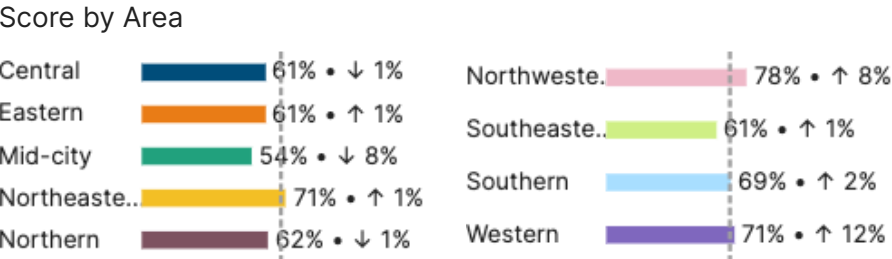 Score by Area
Central 61% • ↓ 1%
Eastern 61% • ↑ 1%
Mid-city 54% • ↓ 8%
Northeaste... 71% • ↑ 1%
Northern 62% • ↓ 1%
Northweste.. 78% • ↑ 8%
Southeaste.. 61% • ↑ 1%
Southern 69% • ↑ 2%
Western 71% • ↑ 12%